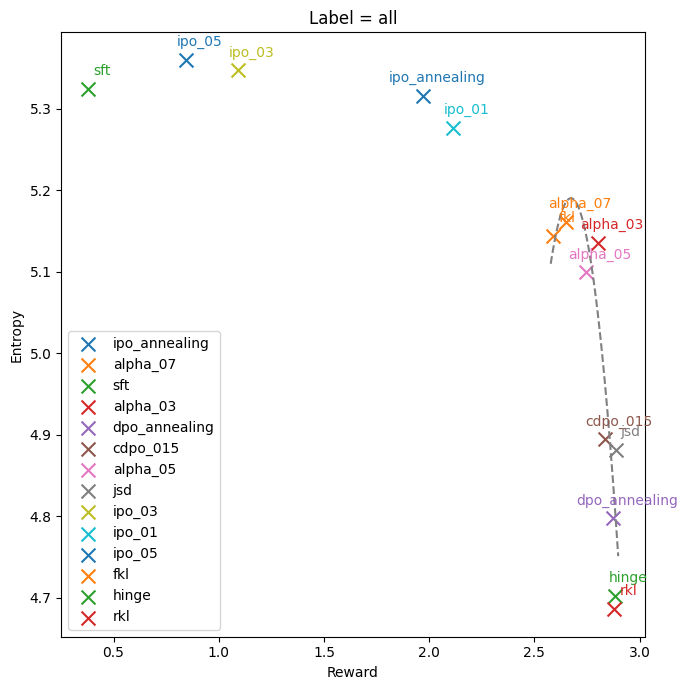 Label = all
ipo_05
ipo_03
sft
ipo_annealing
ipo_01
alpha_07
fkl
alpha_03
alpha_05
cdpo_015
jsd
dpo_annealing
hinge
rkl
5.3
5.2
5.1
5.0
4.9
4.8
4.7
Entropy
ipo_annealing
alpha_07
sft
alpha_03
dpo_annealing
cdpo_015
alpha_05
jsd
ipo_03
ipo_01
ipo_05
fkl
hinge
rkl
0.5 1.0 1.5 2.0 2.5 3.0
Reward